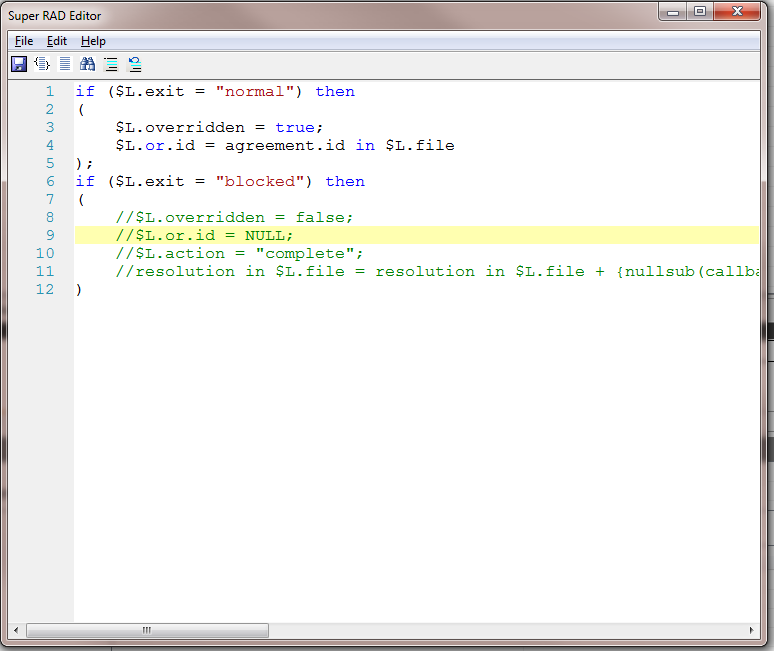 Super RAD Editor
File Edit Help
1 if ($L.exit = "normal") then
2 (
3     $L.overridden = true;
4     $L.or.id = agreement.id in $L.file
5 );
6 if ($L.exit = "blocked") then
7 (
8     //$L.overridden = false;
9     //$L.or.id = NULL;
10     //$L.action = "complete";
11     //resolution in $L.file = resolution in $L.file + {nullsub(callba
12 )